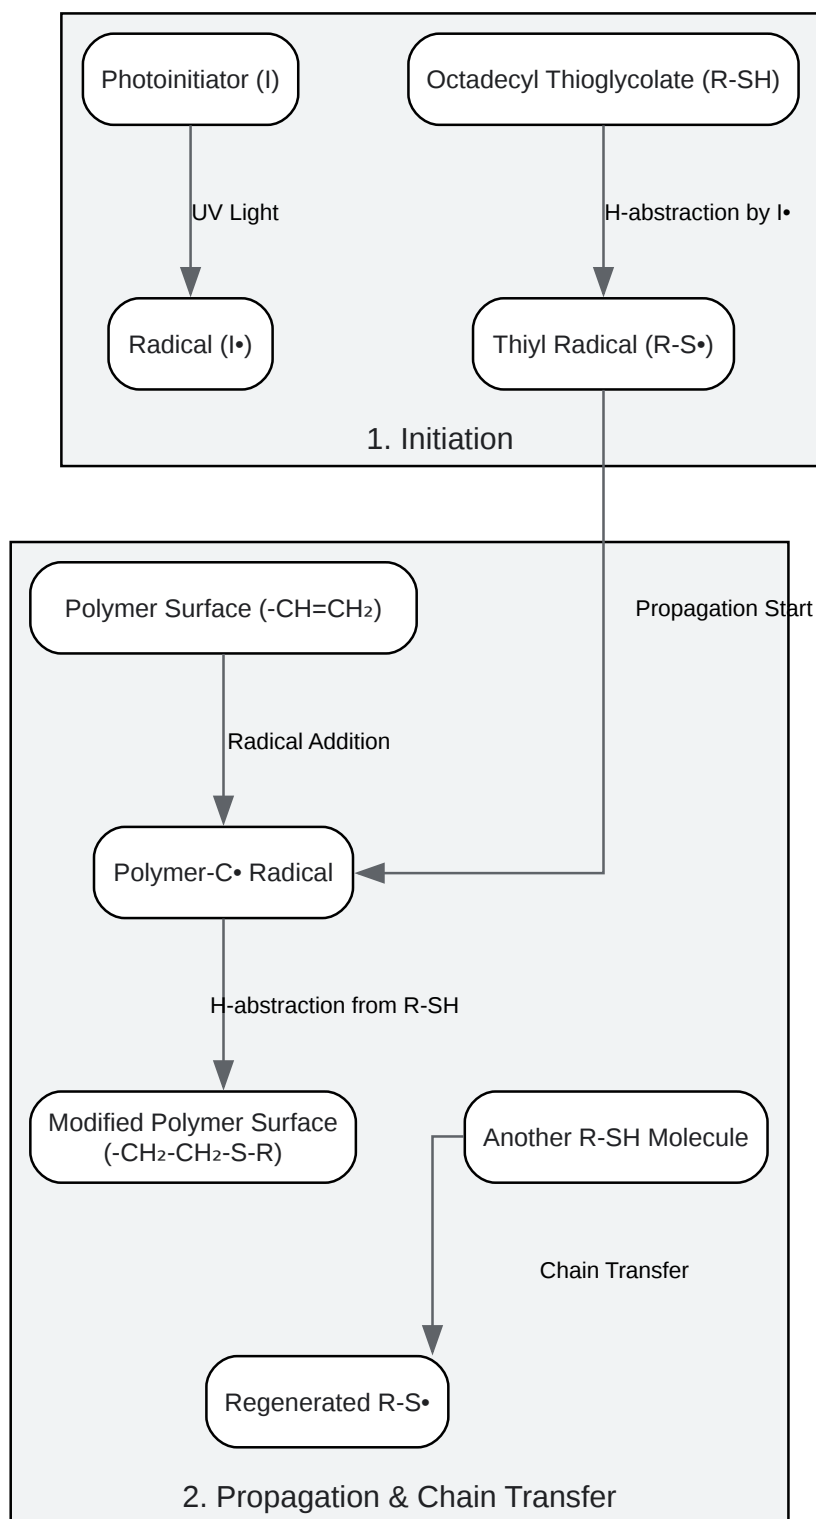 Photoinitiator (I)
Octadecyl Thioglycolate (R-SH)
UV Light
H-abstraction by I•
Radical (I•)
Thiyl Radical (R-S•)
1. Initiation
Polymer Surface (-CH=CH₂)
Propagation Start
Radical Addition
Polymer-C• Radical
H-abstraction from R-SH
Modified Polymer Surface
(-CH₂-CH₂-S-R)
Another R-SH Molecule
Chain Transfer
Regenerated R-S•
2. Propagation & Chain Transfer